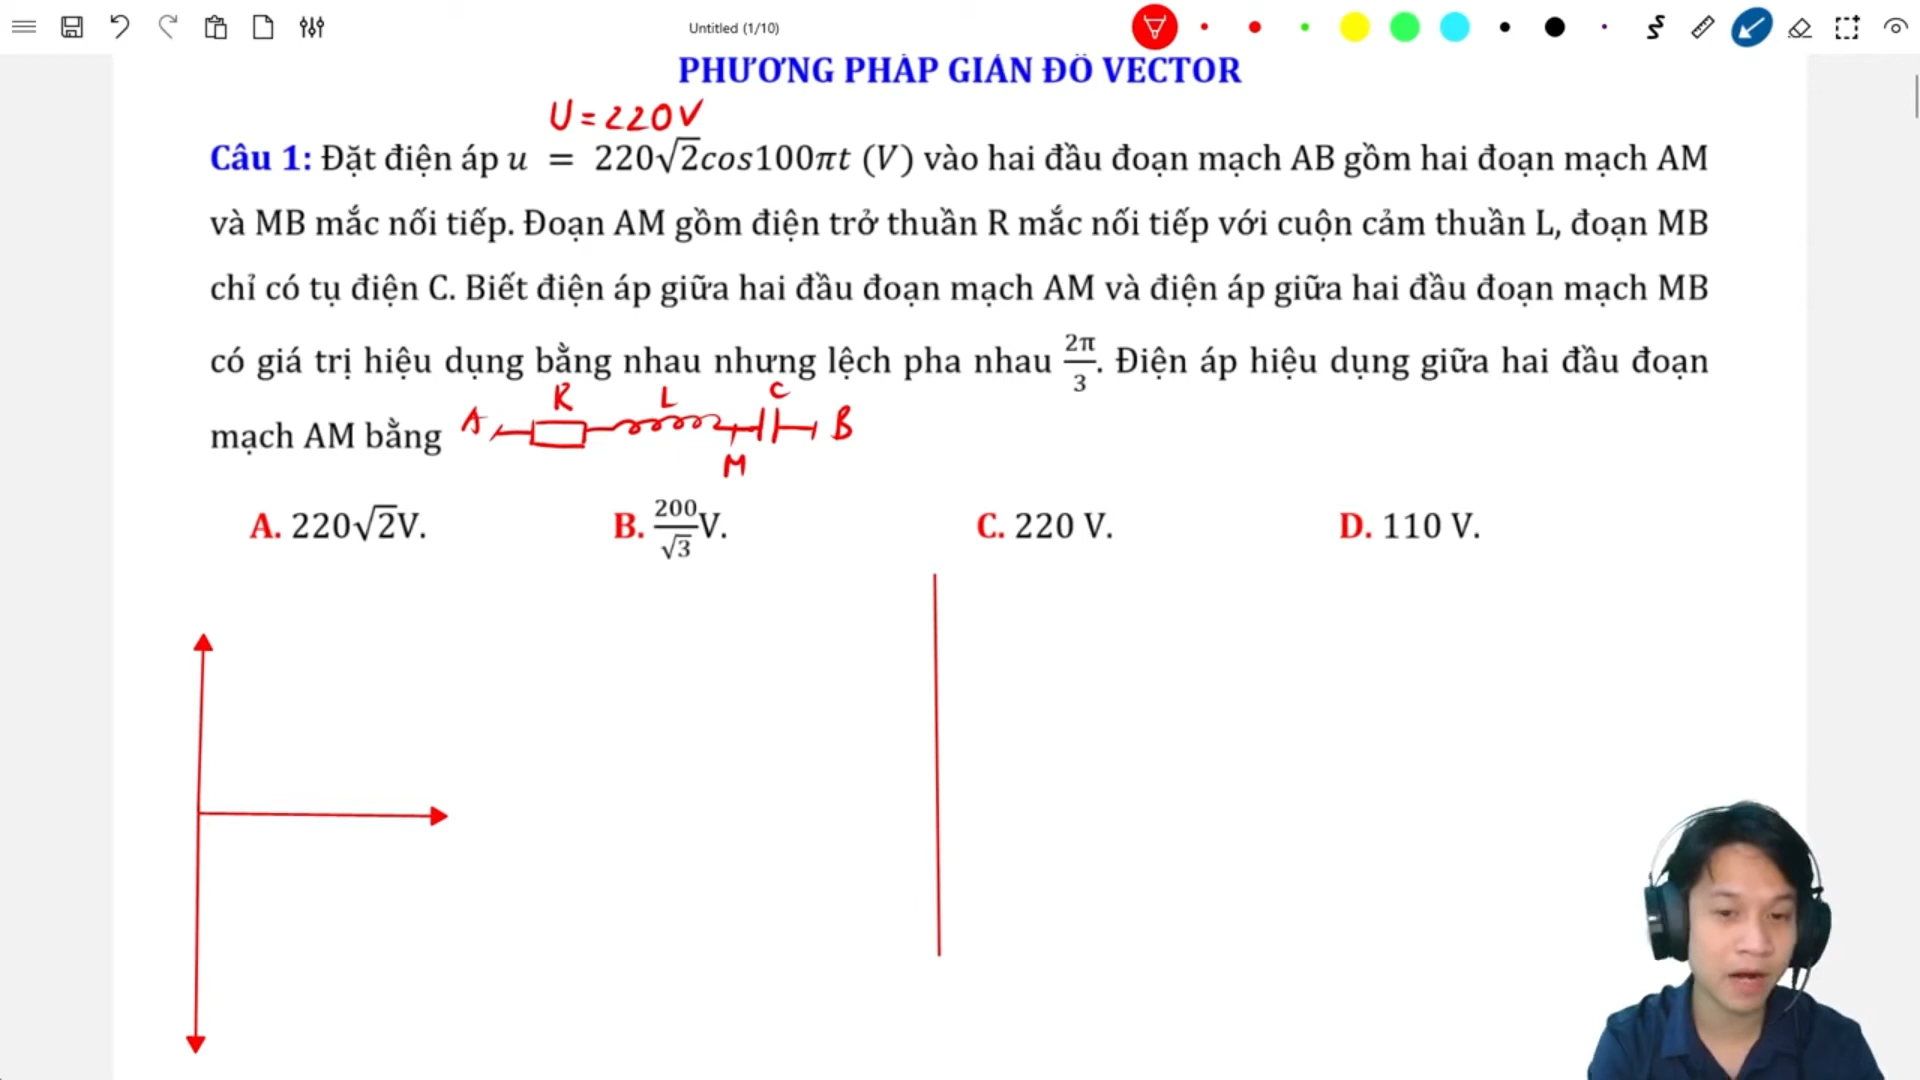 Untitled (1/10)
PHƯƠNG PHÁP GIẢN ĐỒ VECTOR
U = 220V
Câu 1: Đặt điện áp u = 220√2cos100πt (V) vào hai đầu đoạn mạch AB gồm hai đoạn mạch AM
và MB mắc nối tiếp. Đoạn AM gồm điện trở thuần R mắc nối tiếp với cuộn cảm thuần L, đoạn MB
chỉ có tụ điện C. Biết điện áp giữa hai đầu đoạn mạch AM và điện áp giữa hai đầu đoạn mạch MB
có giá trị hiệu dụng bằng nhau nhưng lệch pha nhau 2π/3. Điện áp hiệu dụng giữa hai đầu đoạn
R L C
mạch AM bằng A B
M
A. 220√2V. B. 200/√3 V. C. 220 V. D. 110 V.